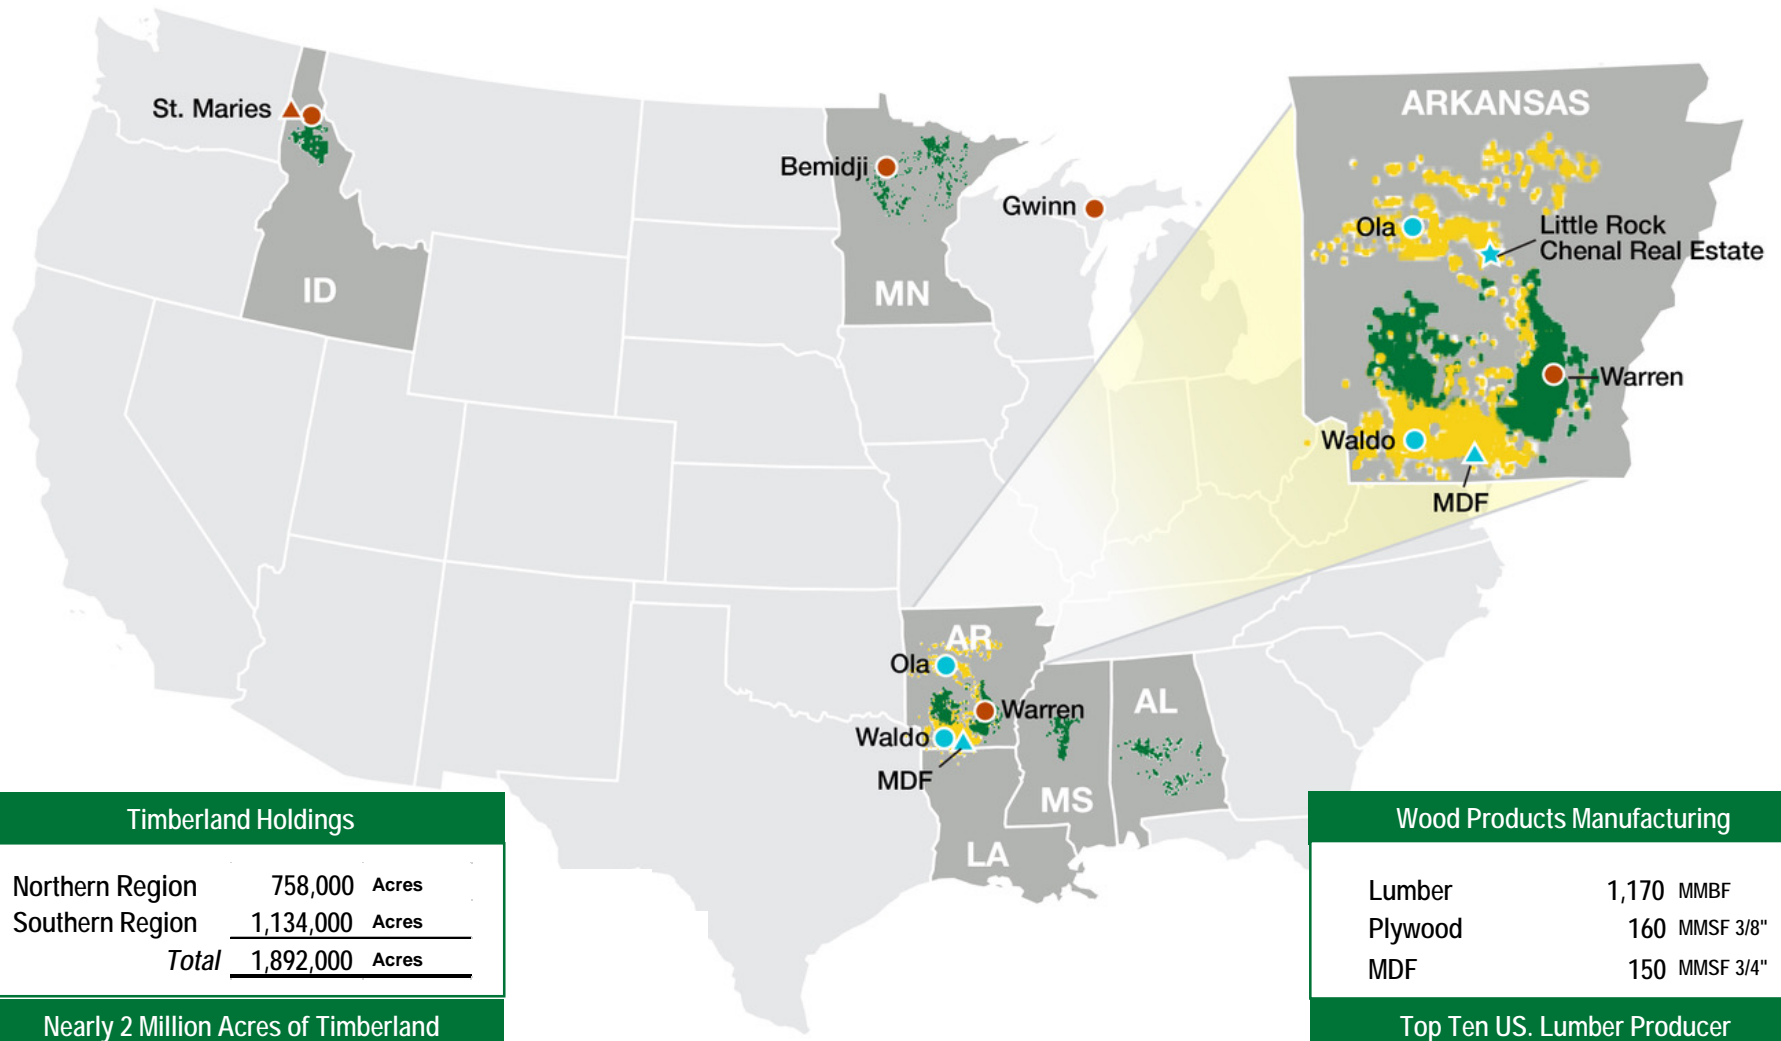 St. Maries
ID
Bemidji
MN
Gwinn
ARKANSAS
Ola
Little Rock
Chenal Real Estate
Warren
Waldo
MDF
AR
Ola
Warren
Waldo
MDF
MS
AL
LA
Timberland Holdings
Northern Region 758,000 Acres
Southern Region 1,134,000 Acres
Total 1,892,000 Acres
Nearly 2 Million Acres of Timberland
Wood Products Manufacturing
Lumber 1,170 MMBF
Plywood 160 MMSF 3/8"
MDF 150 MMSF 3/4"
Top Ten US. Lumber Producer